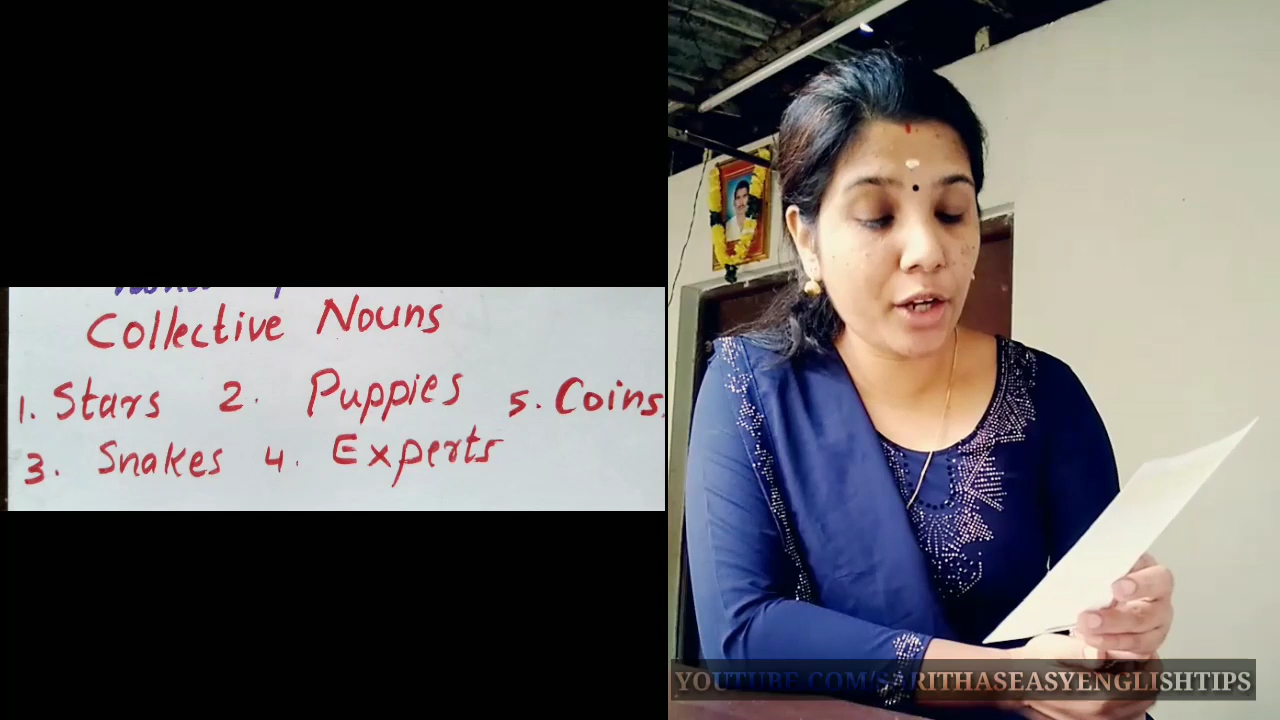 Collective Nouns
1. Stars 2. Puppies 5. Coins.
3. Snakes 4. Experts
YOUTUBE.COM/SARITHASEASYENGLISHTIPS